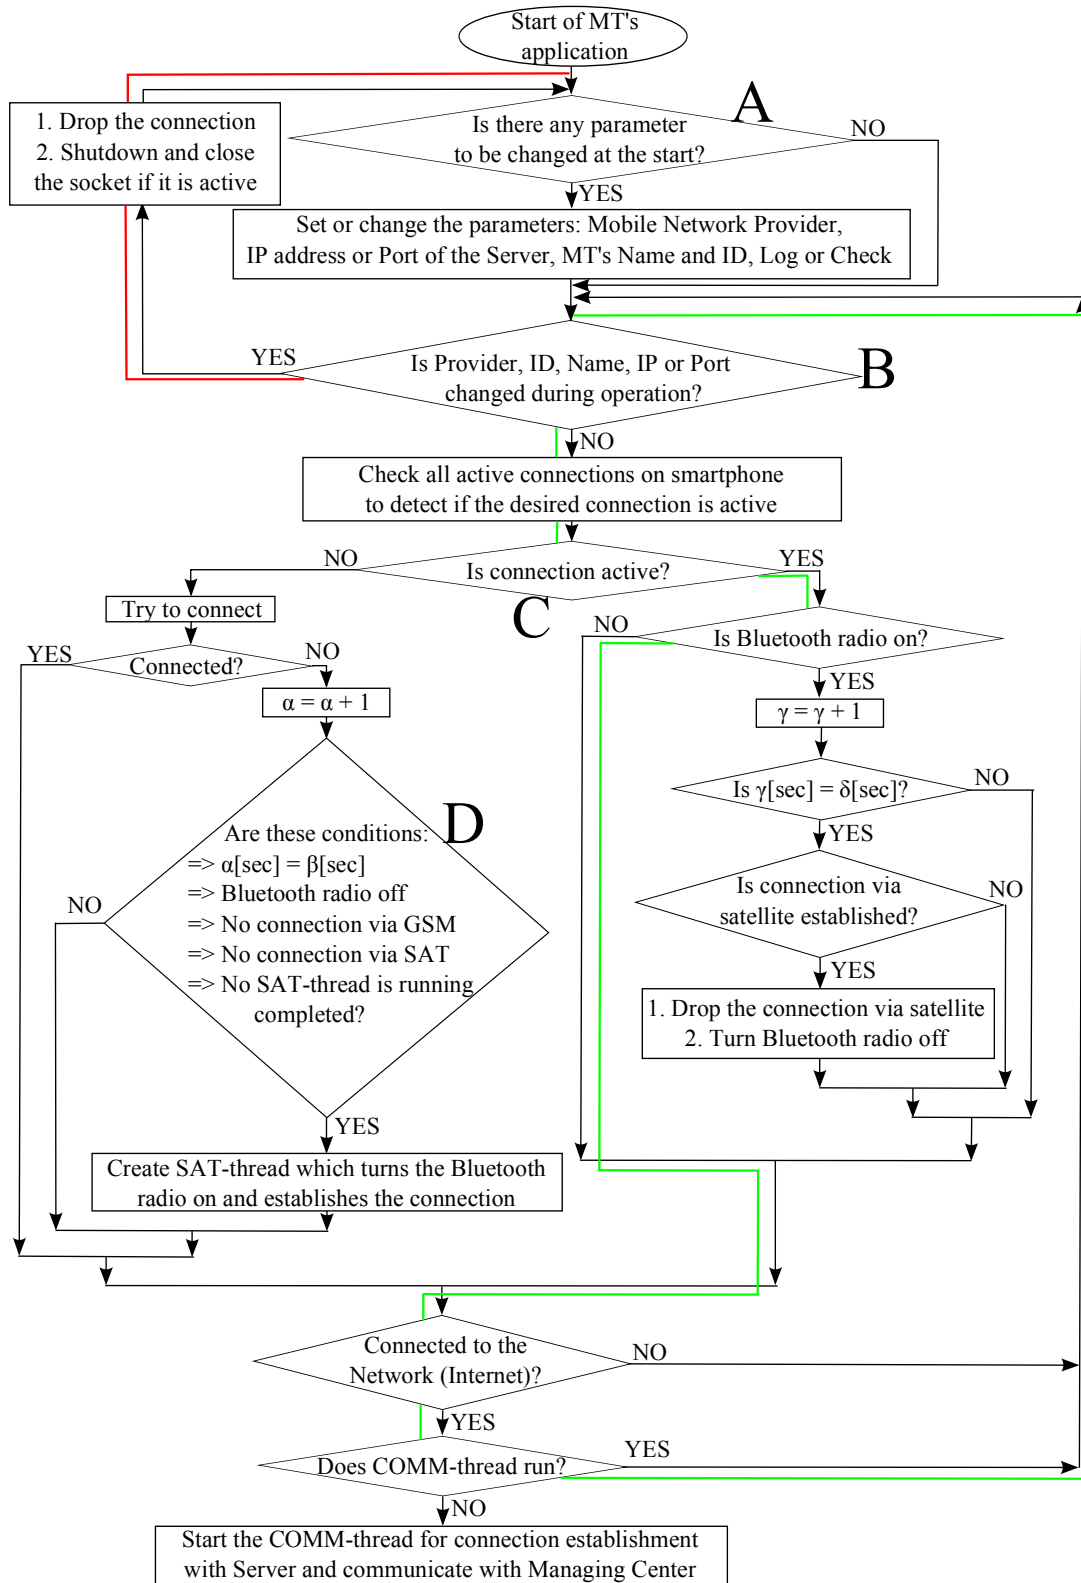 Start of MT's
application
1. Drop the connection
2. Shutdown and close
the socket if it is active
A
Is there any parameter
to be changed at the start?
NO
YES
Set or change the parameters: Mobile Network Provider,
IP address or Port of the Server, MT's Name and ID, Log or Check
YES
Is Provider, ID, Name, IP or Port
changed during operation?
B
NO
Check all active connections on smartphone
to detect if the desired connection is active
NO
Is connection active?
YES
C
Try to connect
NO
Is Bluetooth radio on?
YES
Connected?
NO
YES
α = α + 1
γ = γ + 1
Is γ[sec] = δ[sec]?
NO
YES
D
Are these conditions:
=> α[sec] = β[sec]
=> Bluetooth radio off
=> No connection via GSM
=> No connection via SAT
=> No SAT-thread is running
completed?
NO
YES
Is connection via
satellite established?
NO
YES
1. Drop the connection via satellite
2. Turn Bluetooth radio off
Create SAT-thread which turns the Bluetooth
radio on and establishes the connection
Connected to the
Network (Internet)?
NO
YES
Does COMM-thread run?
YES
NO
Start the COMM-thread for connection establishment
with Server and communicate with Managing Center